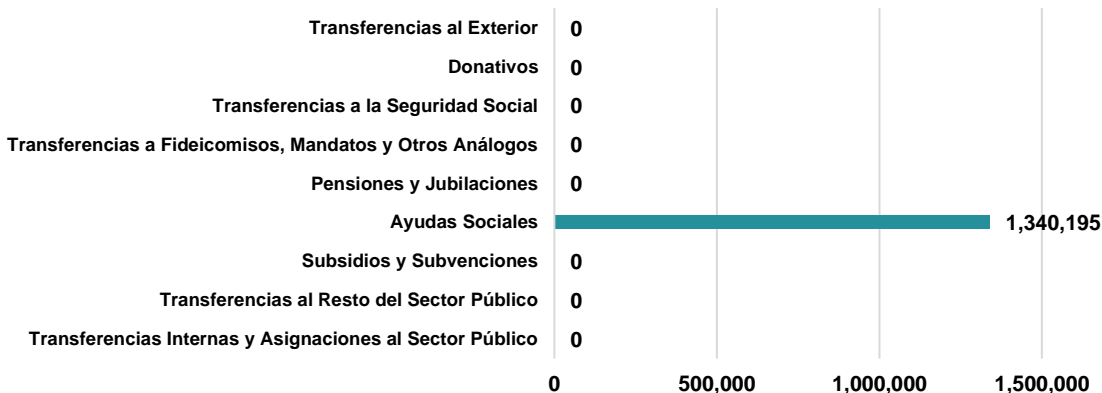 Transferencias al Exterior 0
Donativos 0
Transferencias a la Seguridad Social 0
Transferencias a Fideicomisos, Mandatos y Otros Análogos 0
Pensiones y Jubilaciones 0
Ayudas Sociales 1,340,195
Subsidios y Subvenciones 0
Transferencias al Resto del Sector Público 0
Transferencias Internas y Asignaciones al Sector Público 0
0 500,000 1,000,000 1,500,000